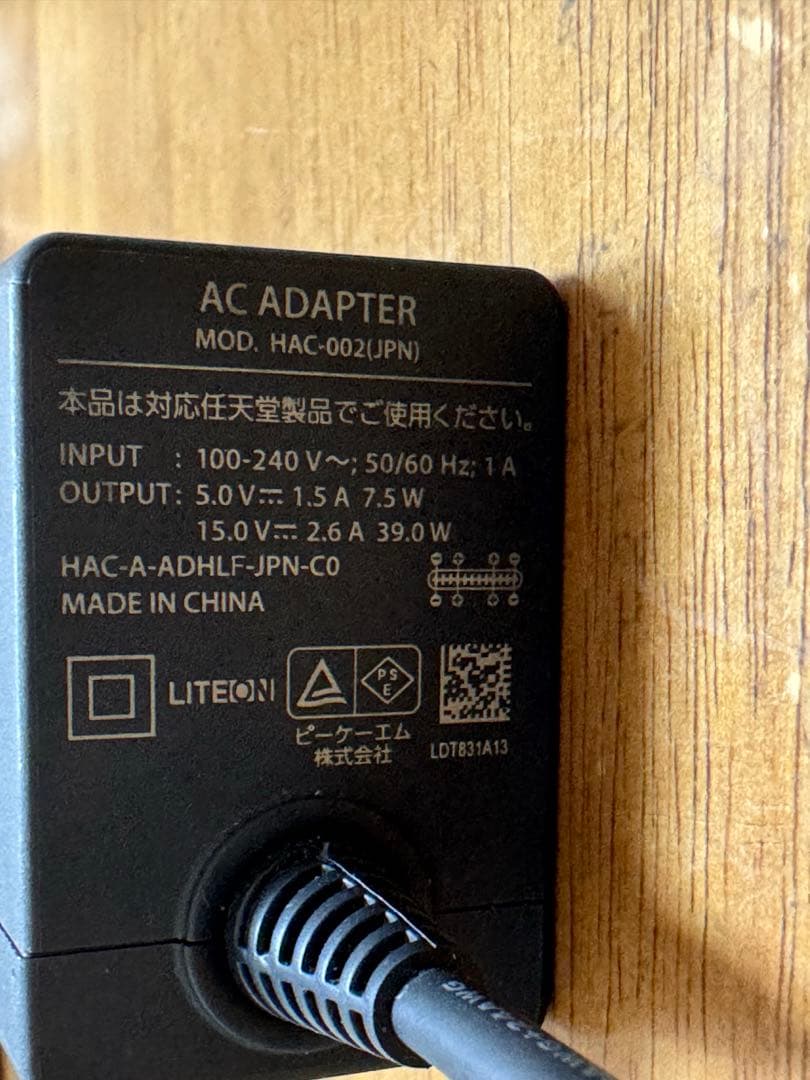 AC ADAPTER
MOD. HAC-002(JPN)
本品は対応任天堂製品でご使用ください。
INPUT : 100-240 V～; 50/60 Hz; 1 A
OUTPUT: 5.0 V⎓ 1.5 A 7.5 W
15.0 V⎓ 2.6 A 39.0 W
HAC-A-ADHLF-JPN-C0
MADE IN CHINA
LITEON
PS
E
ピーケーエム
株式会社
LDT831A13